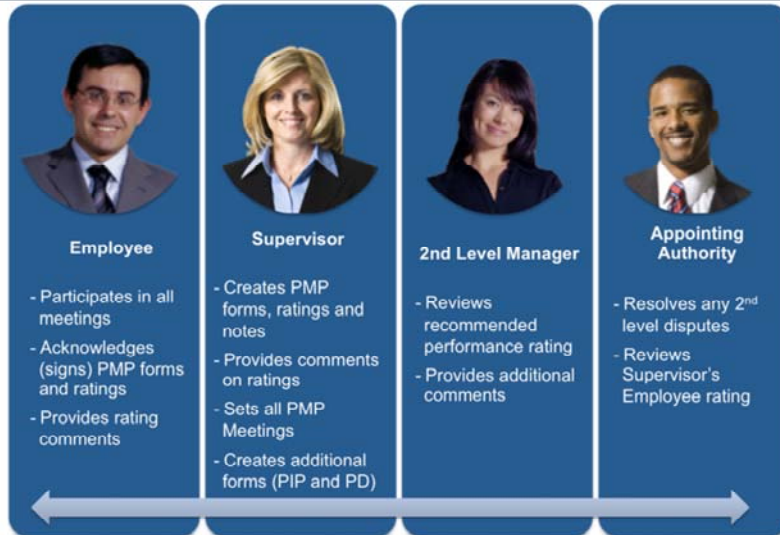 Employee
- Participates in all
meetings
- Acknowledges
(signs) PMP forms
and ratings
- Provides rating
comments
Supervisor
- Creates PMP
forms, ratings and
notes
- Provides comments
on ratings
- Sets all PMP
Meetings
- Creates additional
forms (PIP and PD)
2nd Level Manager
- Reviews
recommended
performance rating
- Provides additional
comments
Appointing
Authority
- Resolves any 2nd
level disputes
- Reviews
Supervisor's
Employee rating